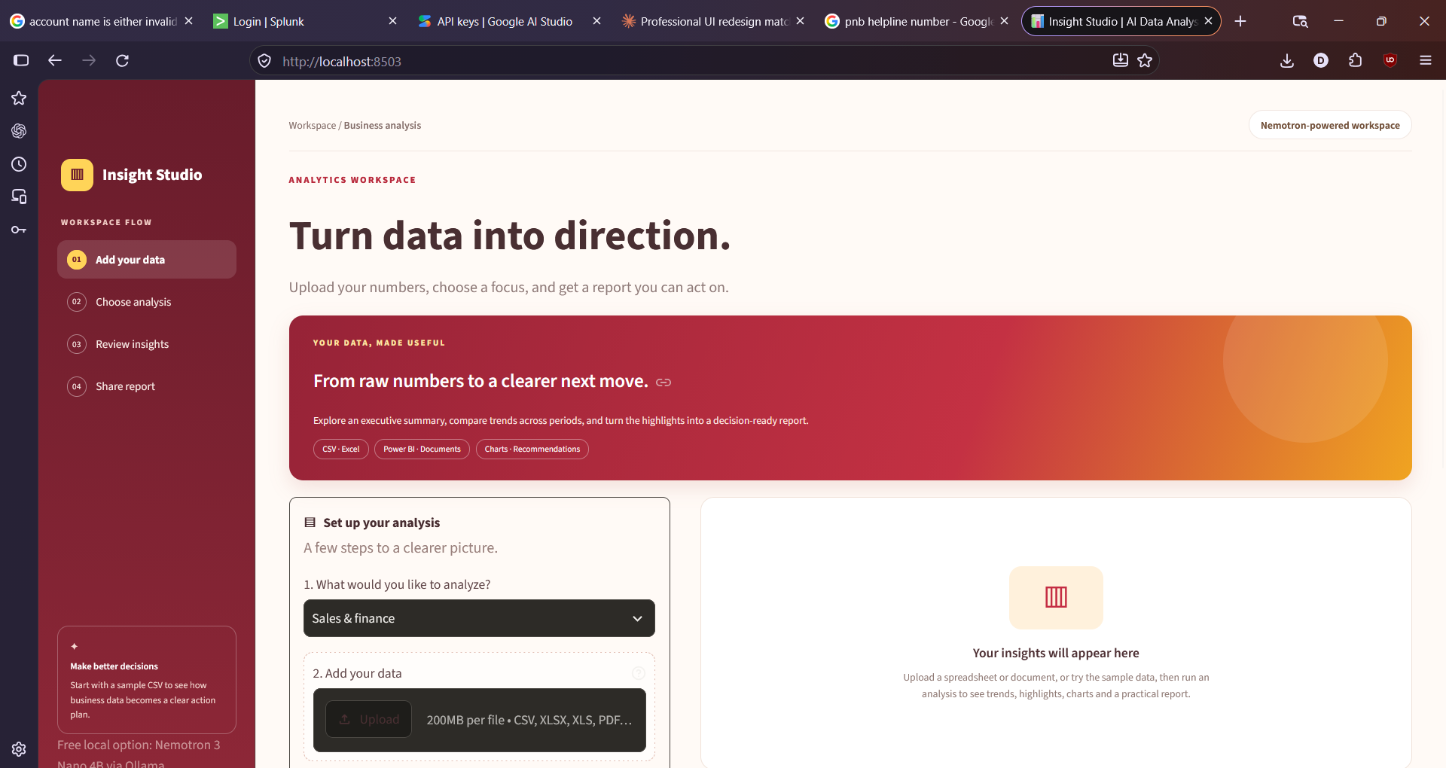 account name is either invalid
Login | Splunk
API keys | Google AI Studio
Professional UI redesign matc
pnb helpline number - Google
Insight Studio | AI Data Analys
http://localhost:8503
D
Insight Studio
WORKSPACE FLOW
01 Add your data
02 Choose analysis
03 Review insights
04 Share report
Make better decisions
Start with a sample CSV to see how
business data becomes a clear action
plan.
Free local option: Nemotron 3
Nano 4B via Ollama
Workspace / Business analysis
Nemotron-powered workspace
ANALYTICS WORKSPACE
Turn data into direction.
Upload your numbers, choose a focus, and get a report you can act on.
YOUR DATA, MADE USEFUL
From raw numbers to a clearer next move.
Explore an executive summary, compare trends across periods, and turn the highlights into a decision-ready report.
CSV · Excel
Power BI · Documents
Charts · Recommendations
Set up your analysis
A few steps to a clearer picture.
1. What would you like to analyze?
Sales & finance
2. Add your data
Upload
200MB per file • CSV, XLSX, XLS, PDF…
Your insights will appear here
Upload a spreadsheet or document, or try the sample data, then run an
analysis to see trends, highlights, charts and a practical report.